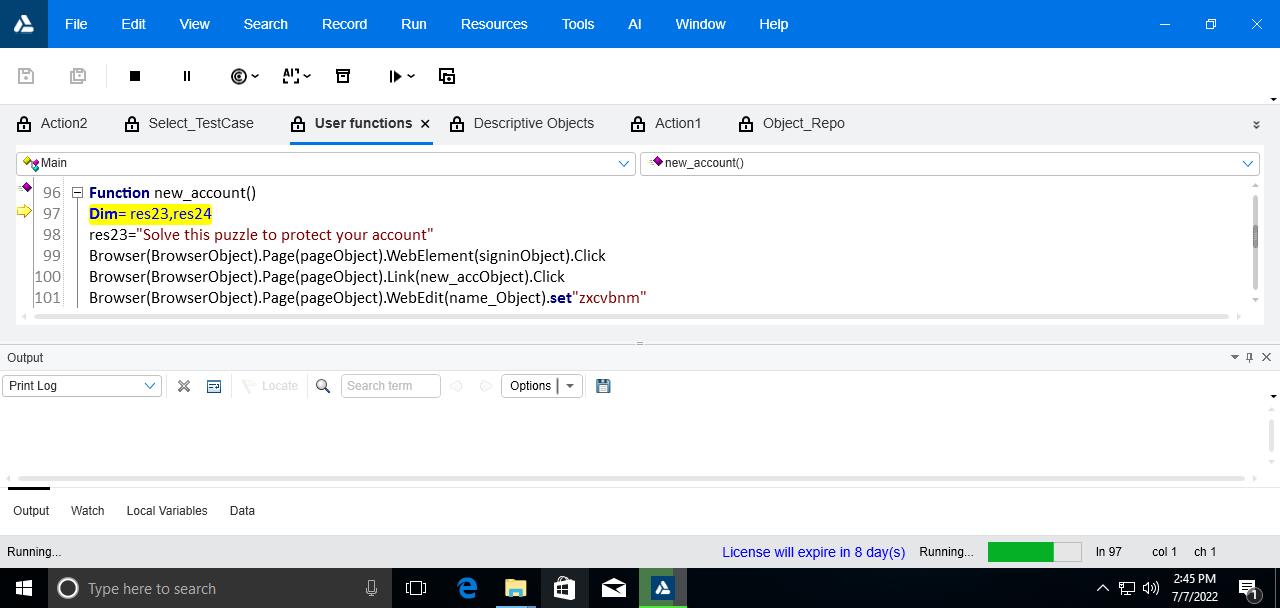 File Edit View Search Record Run Resources Tools AI Window Help
AI
Action2 Select_TestCase User functions Descriptive Objects Action1 Object_Repo
Main new_account()
96 Function new_account()
97 Dim= res23,res24
98 res23="Solve this puzzle to protect your account"
99 Browser(BrowserObject).Page(pageObject).WebElement(signinObject).Click
100 Browser(BrowserObject).Page(pageObject).Link(new_accObject).Click
101 Browser(BrowserObject).Page(pageObject).WebEdit(name_Object).set"zxcvbnm"
Output
Print Log Locate Search term Options
Output Watch Local Variables Data
Running... License will expire in 8 day(s) Running... ln 97 col 1 ch 1
Type here to search 2:45 PM
7/7/2022 1